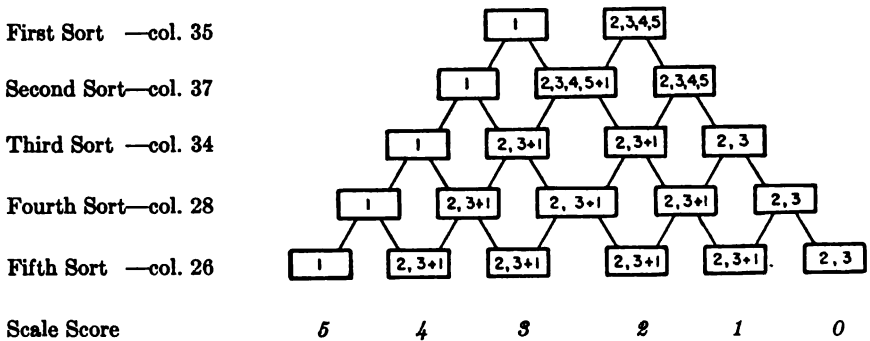 First Sort —col. 35 1 2,3,4,5
Second Sort—col. 37 1 2,3,4,5+1 2,3,4,5
Third Sort —col. 34 1 2, 3+1 2, 3+1 2, 3
Fourth Sort—col. 28 1 2, 3+1 2, 3+1 2, 3+1 2, 3
Fifth Sort —col. 26 1 2, 3+1 2, 3+1 2, 3+1 2, 3+1 2, 3
Scale Score 5 4 3 2 1 0